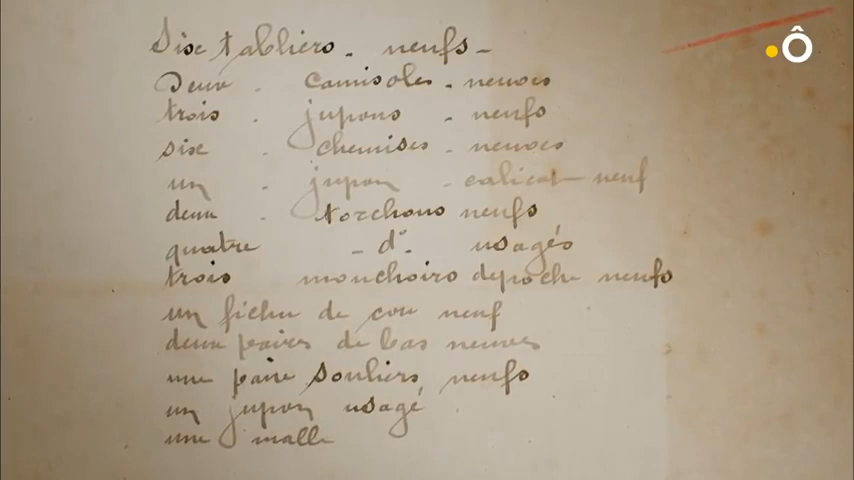 Six tabliers - neufs -
Deux - camisoles - neuves
trois - jupons - neufs
six - chemises - neuves
un - jupon - calicot neuf
deux - torchons neufs
quatre - d° - usagés
trois mouchoirs de poche neufs
un fichu de cou neuf
deux paires de bas neuves
une paire souliers neufs
un jupon usagé
une malle
Ô